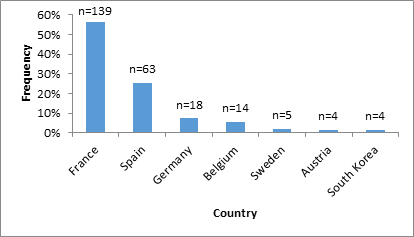 n=139
60%
50%
40%
30%
20%
10%
0%
Frequency
n=63
n=18
n=14
n=5
n=4
n=4
France
Spain
Germany
Belgium
Sweden
Austria
South Korea
Country